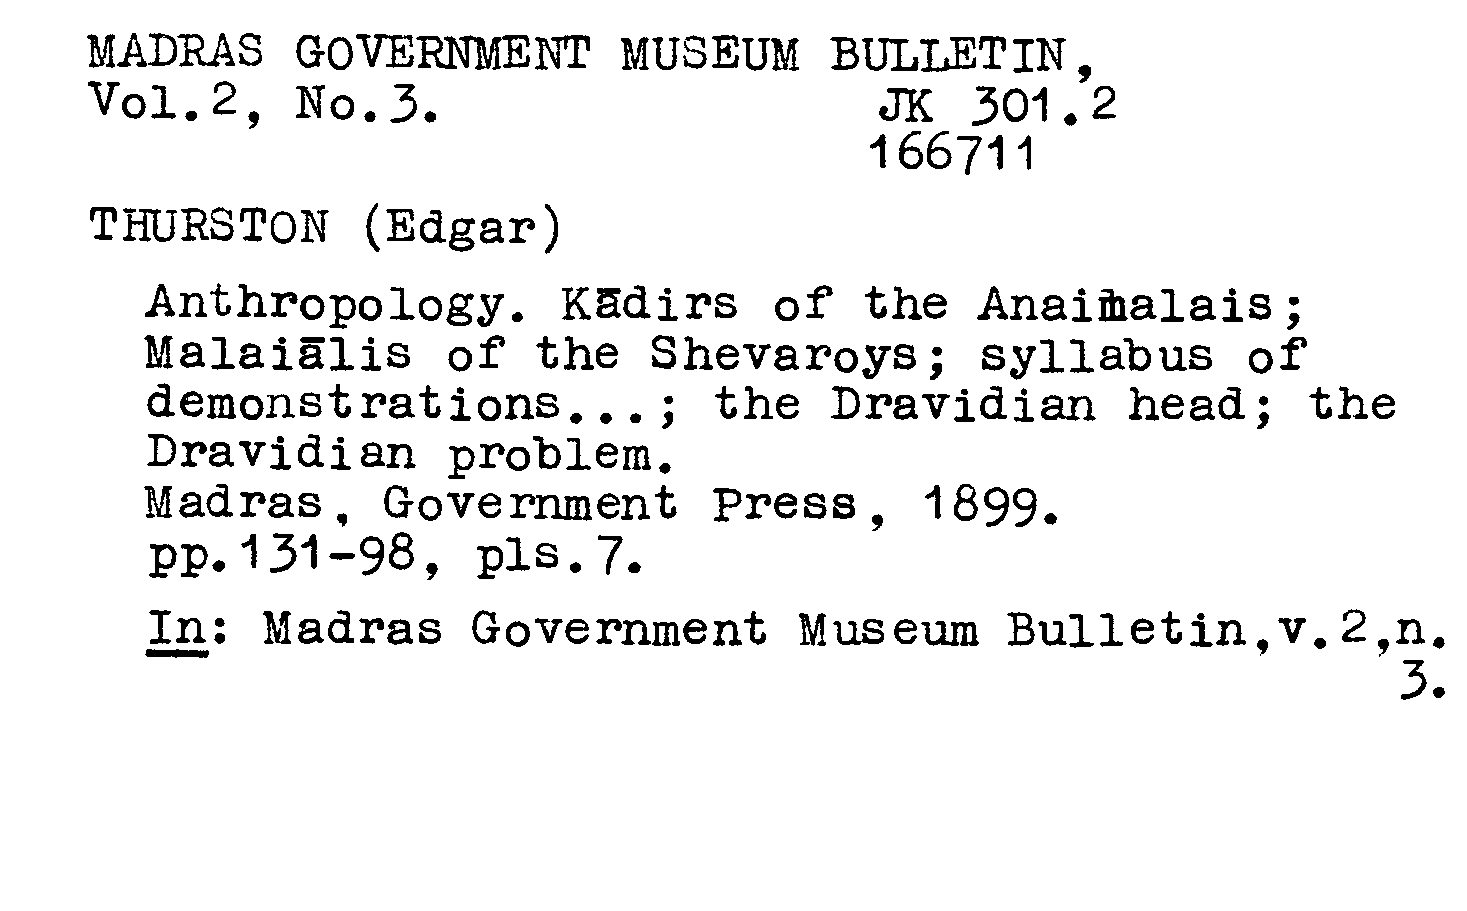 MADRAS GOVERNMENT MUSEUM BULLETIN,
Vol.2, No.3. JK 301.2
166711
THURSTON (Edgar)
Anthropology. Kādirs of the Anaimalais;
Malaiālis of the Shevaroys; syllabus of
demonstrations...; the Dravidian head; the
Dravidian problem.
Madras, Government Press, 1899.
pp.131-98, pls.7.
In: Madras Government Museum Bulletin,v.2,n.
3.